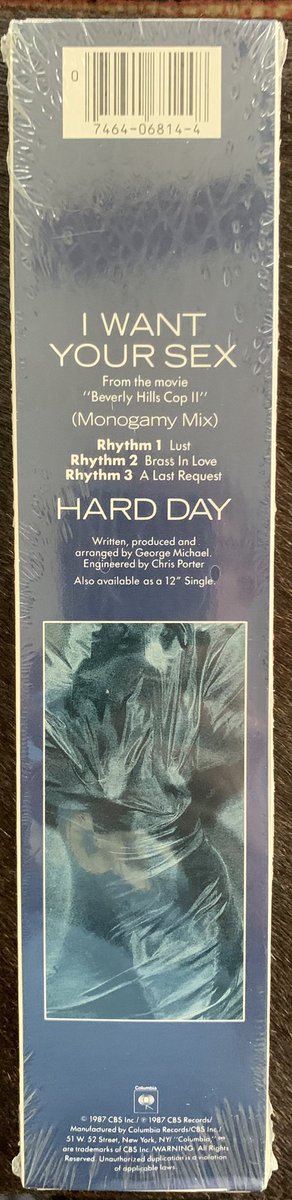 0
7464-06814-4
I WANT
YOUR SEX
From the movie
"Beverly Hills Cop II"
(Monogamy Mix)
Rhythm 1 Lust
Rhythm 2 Brass In Love
Rhythm 3 A Last Request
HARD DAY
Written, produced and
arranged by George Michael.
Engineered by Chris Porter
Also available as a 12" Single.
Columbia
© 1987 CBS Inc./ ℗ 1987 CBS Records/
Manufactured by Columbia Records/CBS Inc./
51 W. 52 Street, New York, NY/ "Columbia,"
are trademarks of CBS Inc./WARNING: All Rights
Reserved. Unauthorized duplication is a violation
of applicable laws.